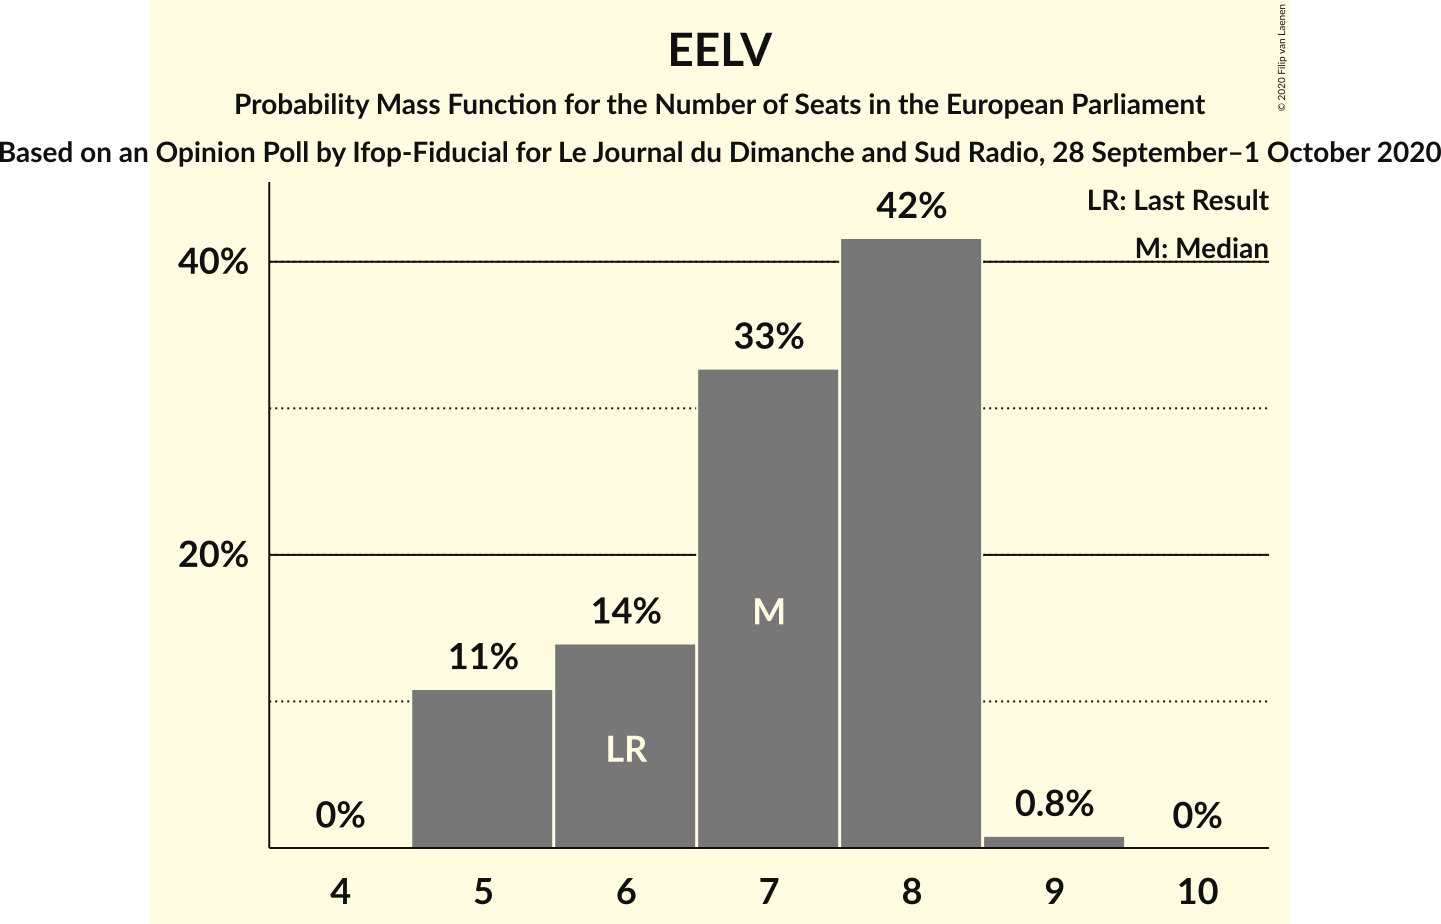 EELV
Probability Mass Function for the Number of Seats in the European Parliament
Based on an Opinion Poll by Ifop-Fiducial for Le Journal du Dimanche and Sud Radio, 28 September–1 October 2020
© 2020 Filip van Laenen
LR: Last Result
M: Median
42%
40%
33%
20%
14%
M
11%
LR
0%
0.8%
0%
4 5 6 7 8 9 10